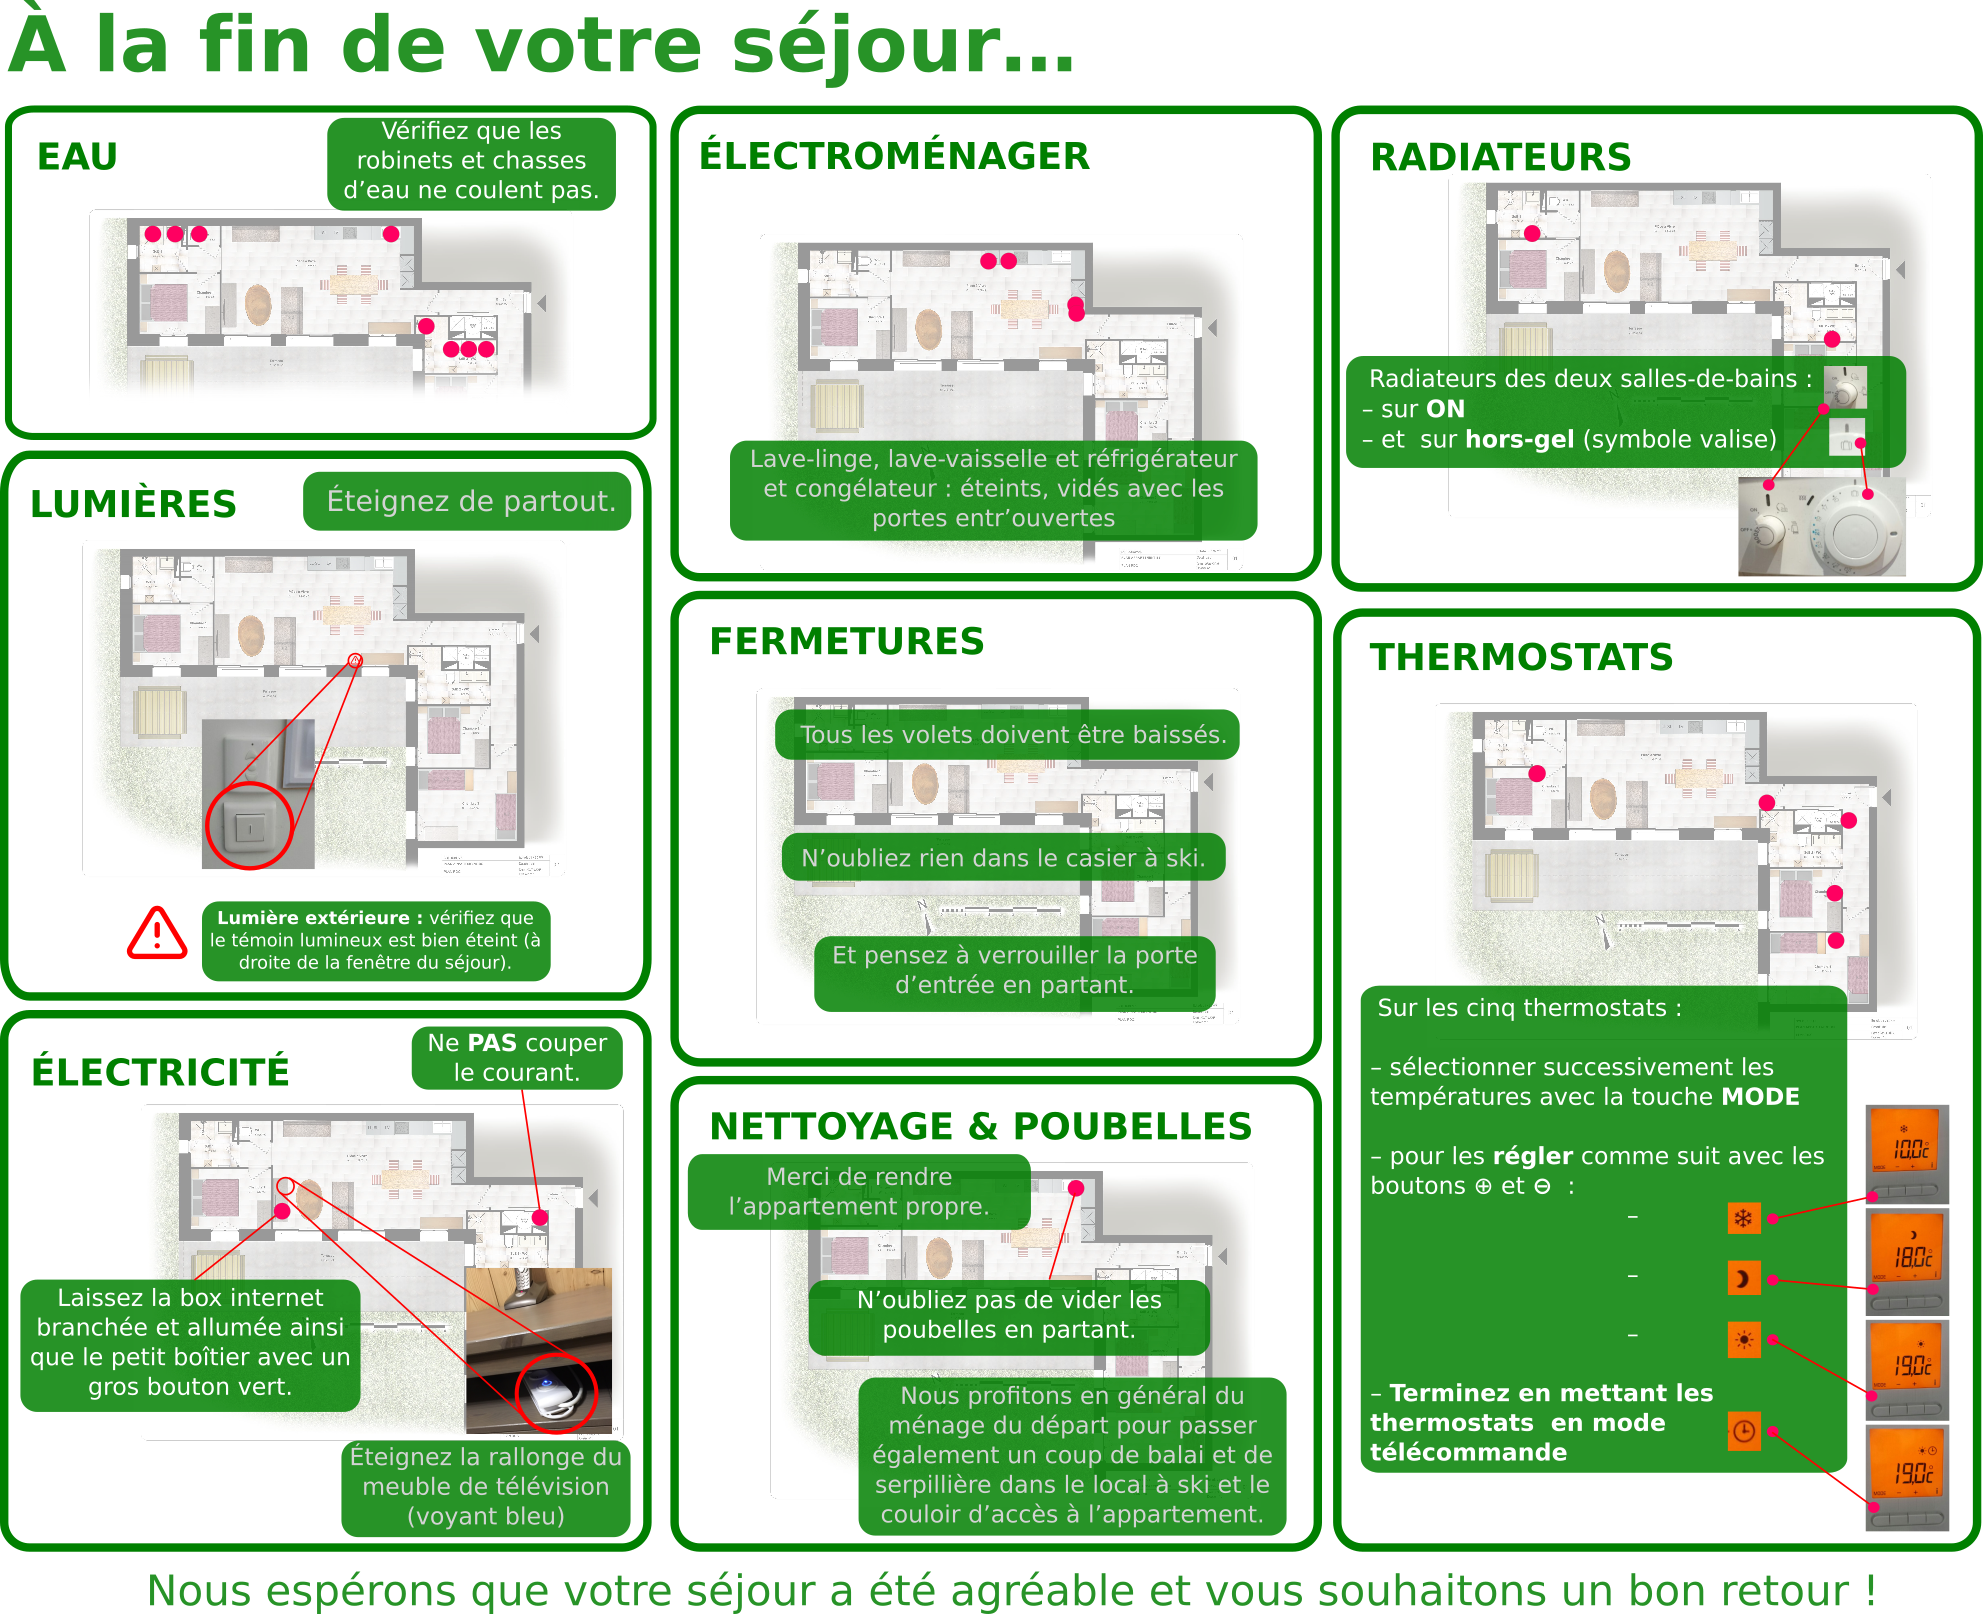 À la fin de votre séjour…
EAU
Vérifiez que les
robinets et chasses
d’eau ne coulent pas.
LUMIÈRES
Éteignez de partout.
Lumière extérieure : vérifiez que
le témoin lumineux est bien éteint (à
droite de la fenêtre du séjour).
ÉLECTRICITÉ
Ne PAS couper
le courant.
Laissez la box internet
branchée et allumée ainsi
que le petit boîtier avec un
gros bouton vert.
Éteignez la rallonge du
meuble de télévision
(voyant bleu)
ÉLECTROMÉNAGER
Lave-linge, lave-vaisselle et réfrigérateur
et congélateur : éteints, vidés avec les
portes entr’ouvertes
FERMETURES
Tous les volets doivent être baissés.
N’oubliez rien dans le casier à ski.
Et pensez à verrouiller la porte
d’entrée en partant.
NETTOYAGE & POUBELLES
Merci de rendre
l’appartement propre.
N’oubliez pas de vider les
poubelles en partant.
Nous profitons en général du
ménage du départ pour passer
également un coup de balai et de
serpillière dans le local à ski et le
couloir d’accès à l’appartement.
RADIATEURS
Radiateurs des deux salles-de-bains :
– sur ON
– et  sur hors-gel (symbole valise)
THERMOSTATS
Sur les cinq thermostats :
– sélectionner successivement les
températures avec la touche MODE
– pour les régler comme suit avec les
boutons ⊕ et ⊖  :
–
–
–
– Terminez en mettant les
thermostats  en mode
télécommande
10,0°c
18,0°c
19,0°c
19,0°c
Nous espérons que votre séjour a été agréable et vous souhaitons un bon retour !